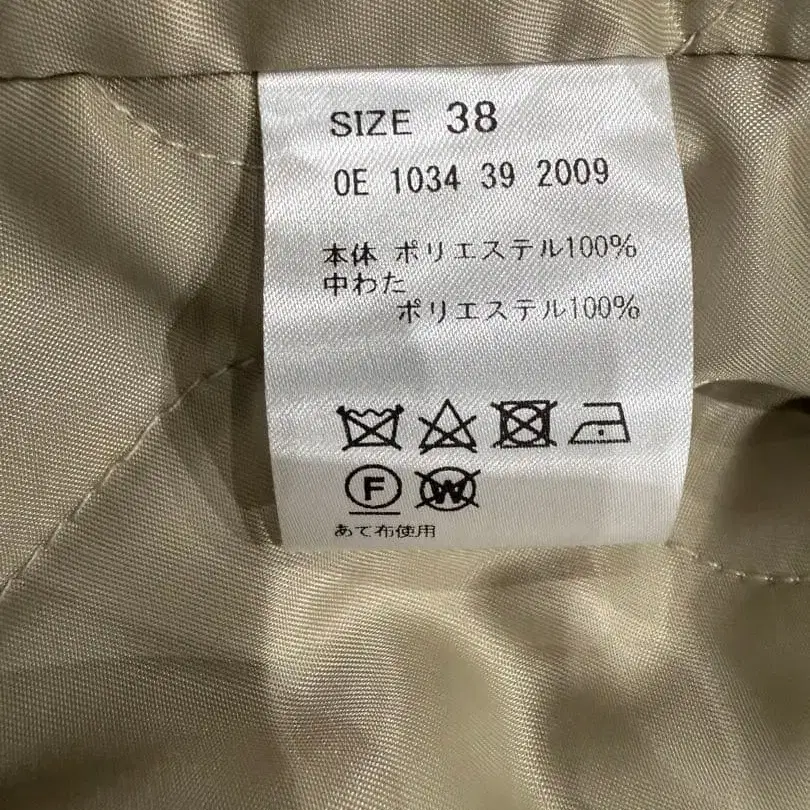 SIZE 38
OE 1034 39 2009
本体 ポリエステル100%
中わた
ポリエステル100%
F W
あて布使用